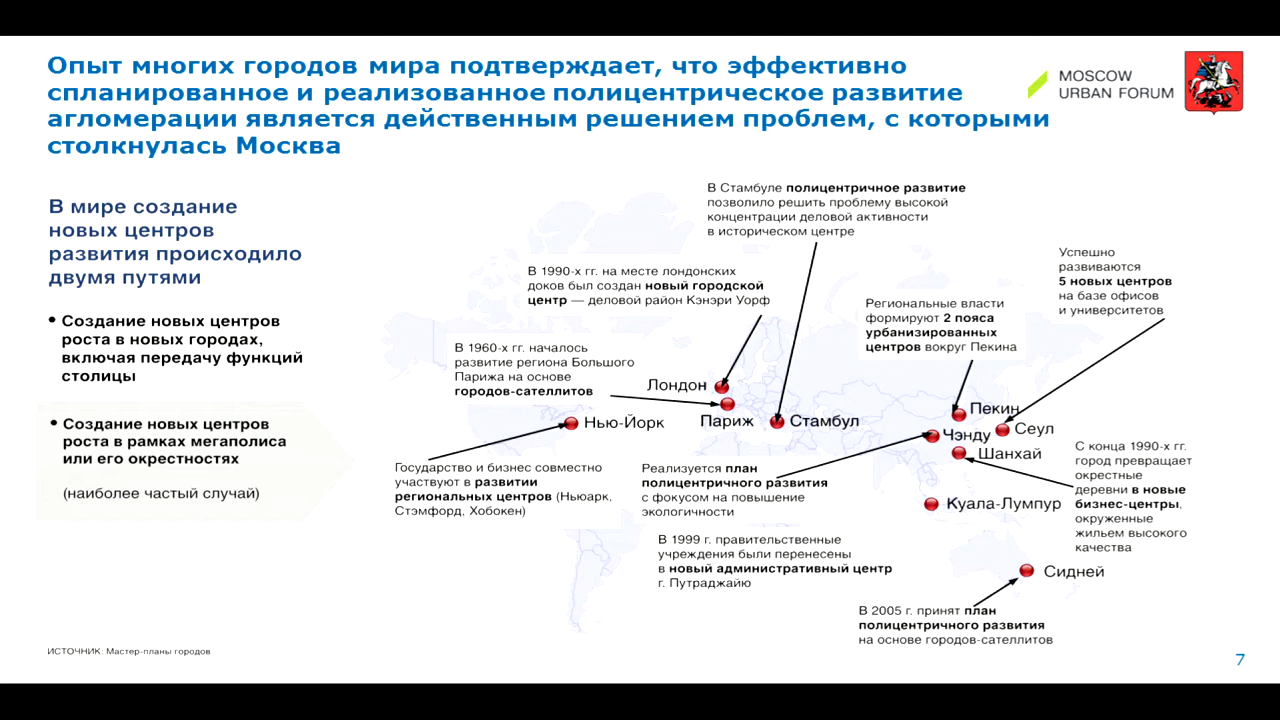 Опыт многих городов мира подтверждает, что эффективно
спланированное и реализованное полицентрическое развитие
агломерации является действенным решением проблем, с которыми
столкнулась Москва
MOSCOW
URBAN FORUM
В мире создание
новых центров
развития происходило
двумя путями
• Создание новых центров
роста в новых городах,
включая передачу функций
столицы
• Создание новых центров
роста в рамках мегаполиса
или его окрестностях
(наиболее частый случай)
В Стамбуле полицентричное развитие
позволило решить проблему высокой
концентрации деловой активности
в историческом центре
В 1990-х гг. на месте лондонских
доков был создан новый городской
центр — деловой район Кэнэри Уорф
Успешно
развиваются
5 новых центров
на базе офисов
и университетов
Региональные власти
формируют 2 пояса
урбанизированных
центров вокруг Пекина
В 1960-х гг. началось
развитие региона Большого
Парижа на основе
городов-сателлитов
Лондон
Париж
Стамбул
Нью-Йорк
Пекин
Сеул
Чэнду
Шанхай
Куала-Лумпур
Сидней
Государство и бизнес совместно
участвуют в развитии
региональных центров (Ньюарк,
Стэмфорд, Хобокен)
Реализуется план
полицентричного развития
с фокусом на повышение
экологичности
С конца 1990-х гг.
город превращает
окрестные
деревни в новые
бизнес-центры,
окруженные
жильем высокого
качества
В 1999 г. правительственные
учреждения были перенесены
в новый административный центр
г. Путраджайю
В 2005 г. принят план
полицентричного развития
на основе городов-сателлитов
ИСТОЧНИК: Мастер-планы городов
7